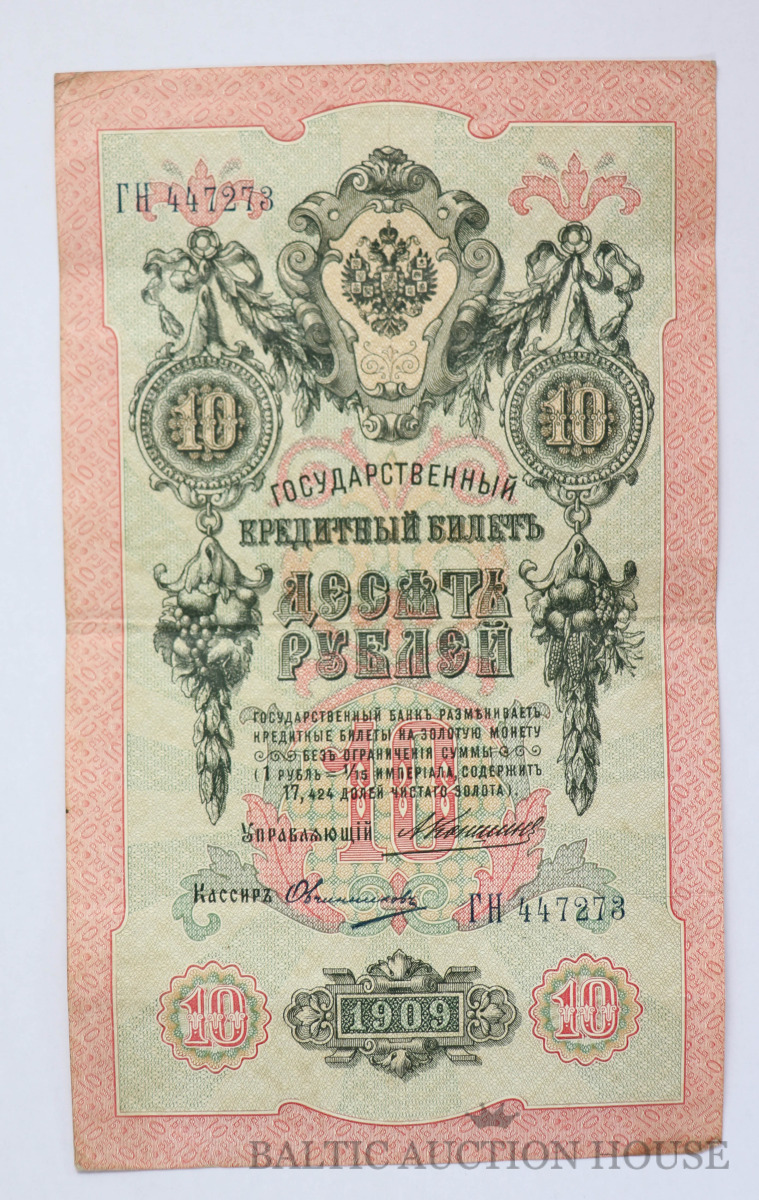 ГН 447273
10 10
ГОСУДАРСТВЕННЫЙ
КРЕДИТНЫЙ БИЛЕТЪ
ДЕСЯТЬ
РУБЛЕЙ
10
ГОСУДАРСТВЕННЫЙ БАНКЪ РАЗМѢНИВАЕТЪ
КРЕДИТНЫЕ БИЛЕТЫ НА ЗОЛОТУЮ МОНЕТУ
БЕЗЪ ОГРАНИЧЕНІЯ СУММЫ
(1 РУБЛЬ = 1/15 ИМПЕРІАЛА, СОДЕРЖИТЪ
17,424 ДОЛЕЙ ЧИСТАГО ЗОЛОТА).
УПРАВЛЯЮЩІЙ
КАССИРЪ Овчинниковъ
ГН 447273
10 1909 10
BALTIC AUCTION HOUSE